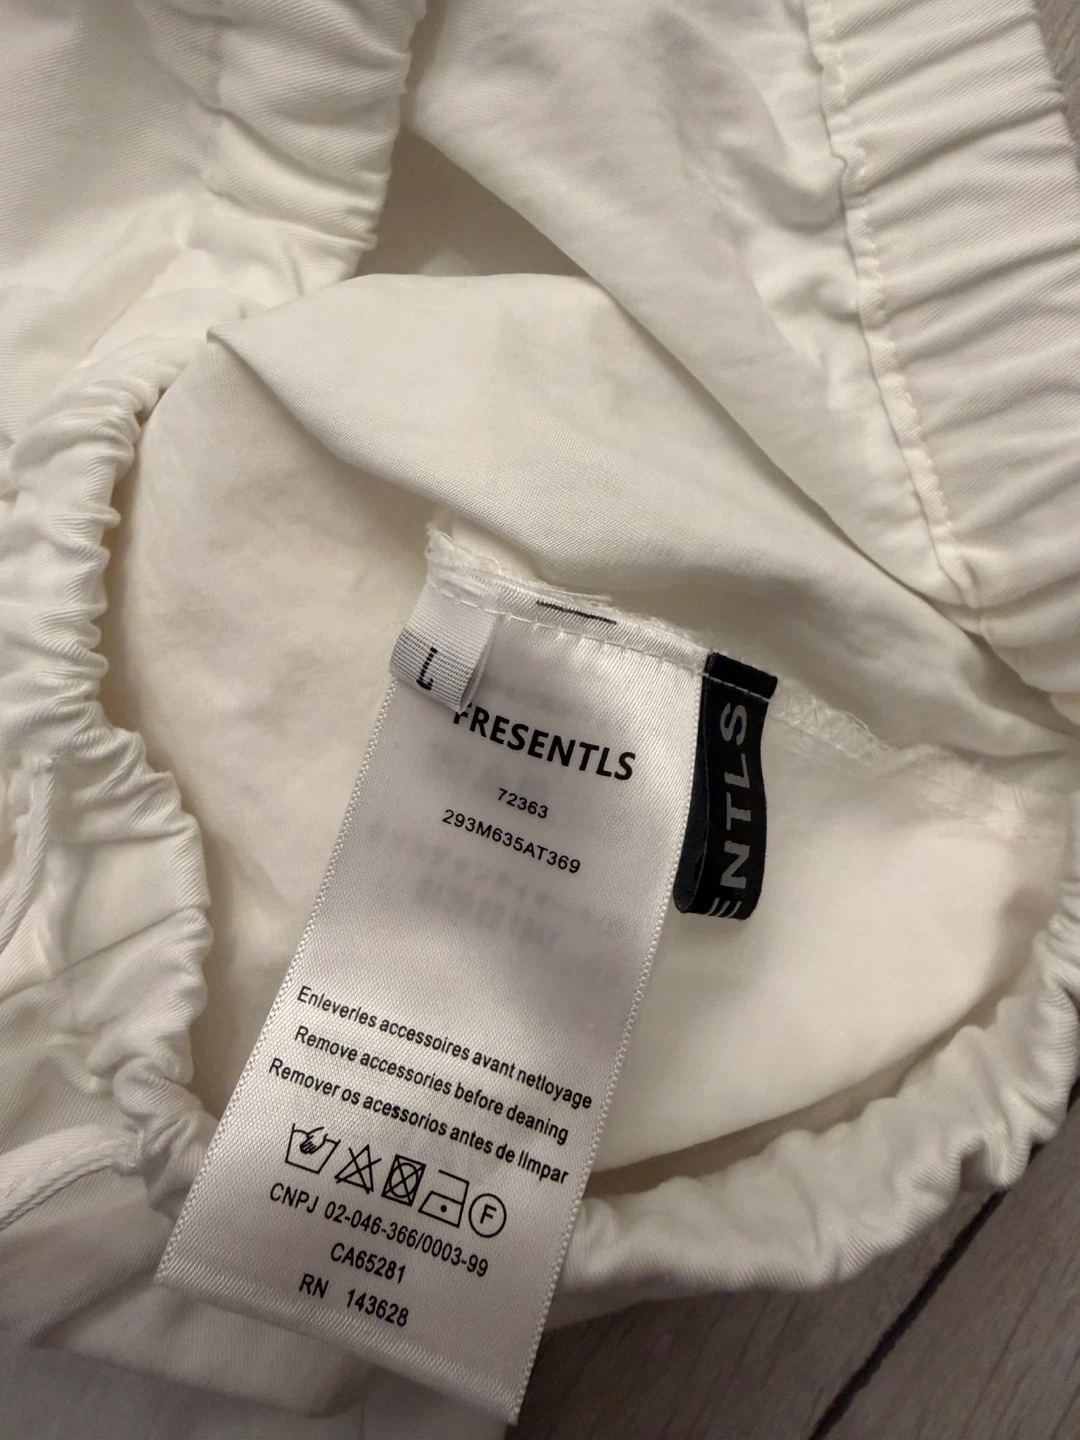 L
FRESENTLS
72363
293M635AT369
ENTLS
Enleverles accessoires avant netloyage
Remove accessories before deaning
Remover os acessorios antes de lImpar
F
CNPJ 02-046-366/0003-99
CA65281
RN 143628